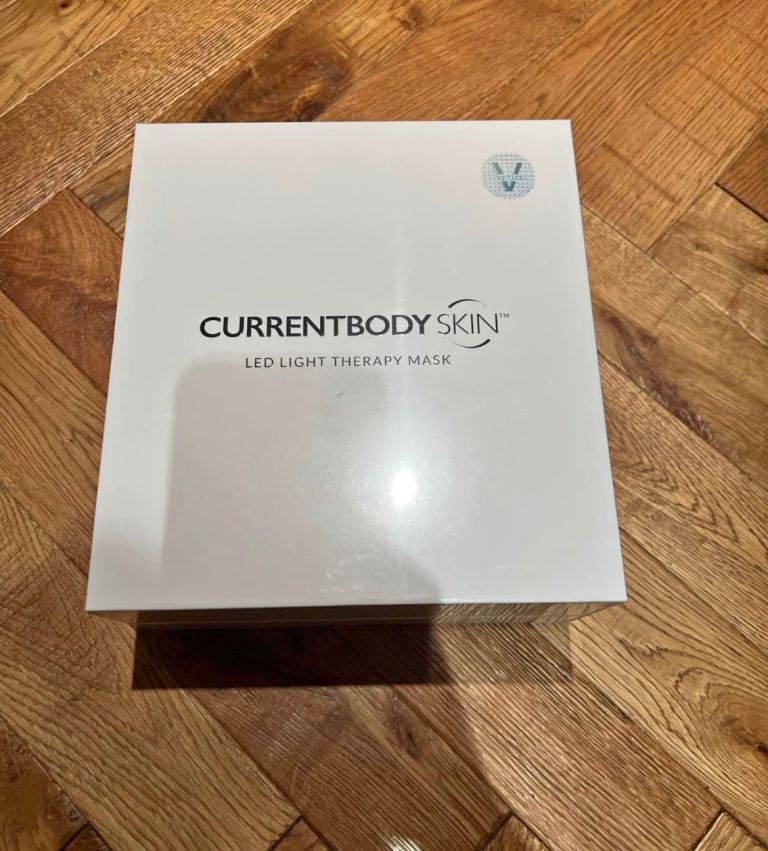 V
CURRENTBODY SKIN™
LED LIGHT THERAPY MASK